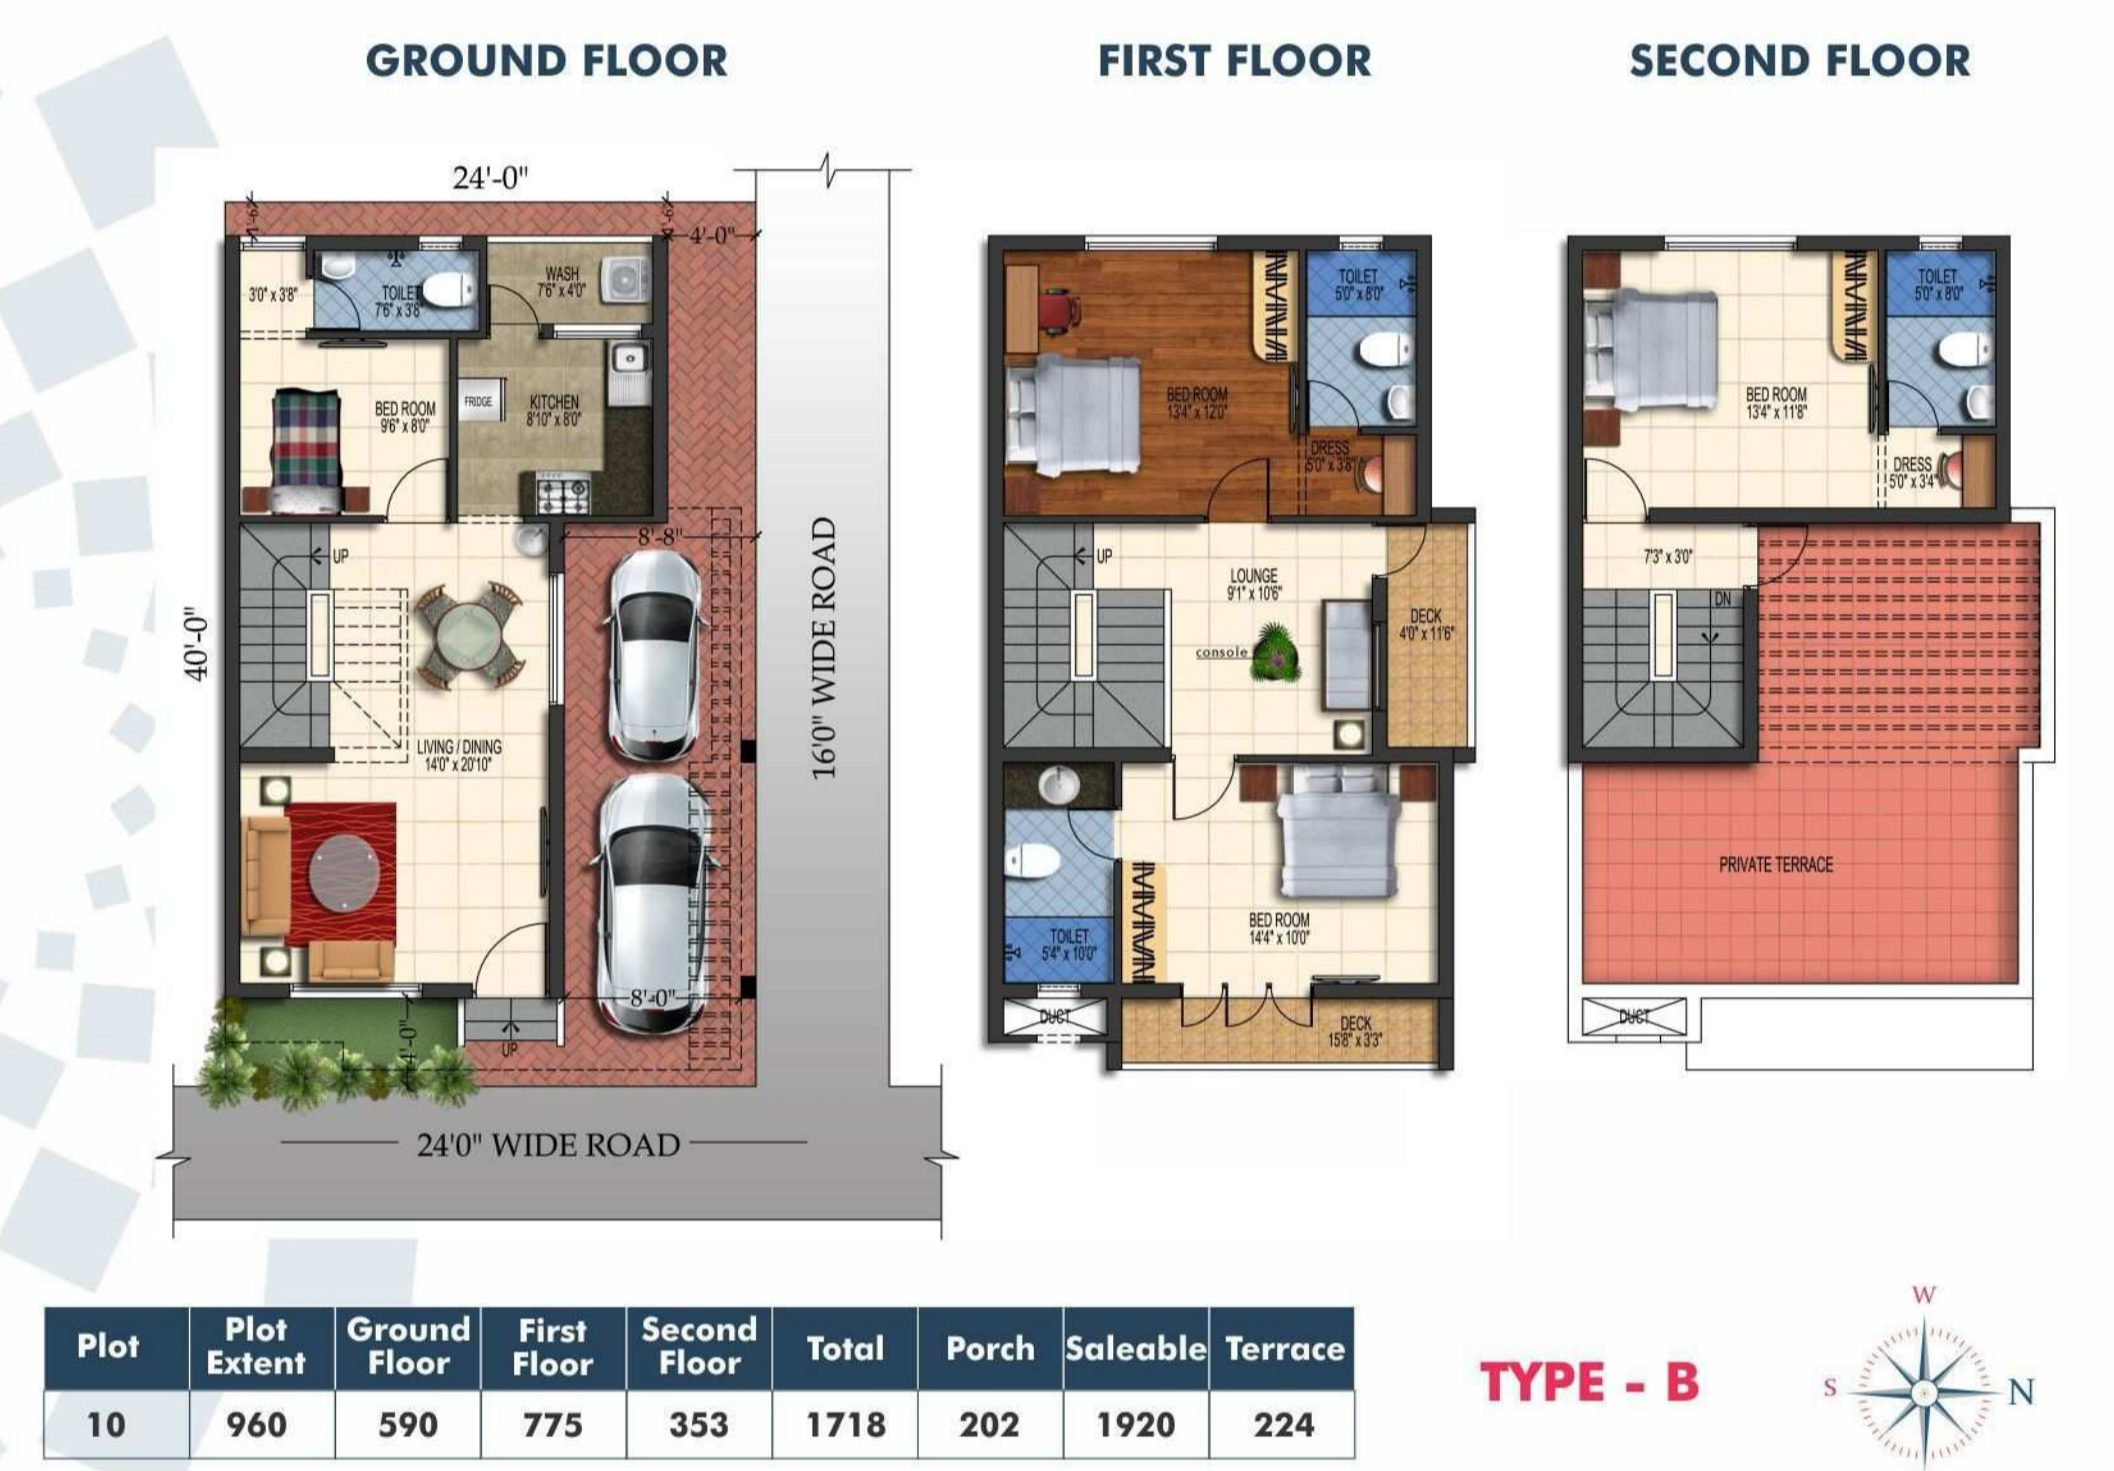 GROUND FLOOR
FIRST FLOOR
SECOND FLOOR
24'-0"
4'-0"
3'0" x 3'8"
TOILET
7'6" x 3'8"
WASH
7'6" x 4'0"
BED ROOM
9'6" x 8'0"
FRIDGE
KITCHEN
8'10" x 8'0"
UP
8'-8"
40'-0"
LIVING / DINING
14'0" x 20'10"
8'-0"
4'-0"
UP
16'0" WIDE ROAD
24'0" WIDE ROAD
TOILET
5'0" x 8'0"
BED ROOM
13'4" x 12'0"
DRESS
5'0" x 3'8"
UP
LOUNGE
9'1" x 10'6"
console
DECK
4'0" x 11'6"
TOILET
5'4" x 10'0"
BED ROOM
14'4" x 10'0"
DUCT
DECK
15'8" x 3'3"
TOILET
5'0" x 8'0"
BED ROOM
13'4" x 11'8"
DRESS
5'0" x 3'4"
7'3" x 3'0"
DN
PRIVATE TERRACE
DUCT
Plot
Plot Extent
Ground Floor
First Floor
Second Floor
Total
Porch
Saleable
Terrace
10 960 590 775 353 1718 202 1920 224
TYPE - B
W
S
N